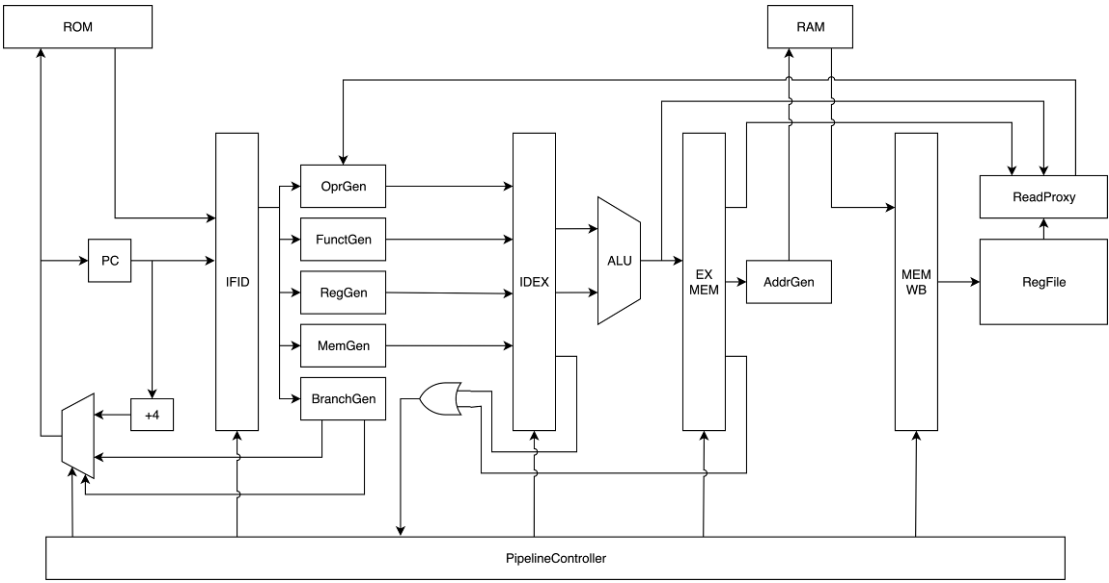 ROM
RAM
OprGen
ReadProxy
FunctGen
PC
IFID
ALU
IDEX
EX
MEM
AddrGen
MEM
WB
RegFile
RegGen
MemGen
BranchGen
+4
PipelineController